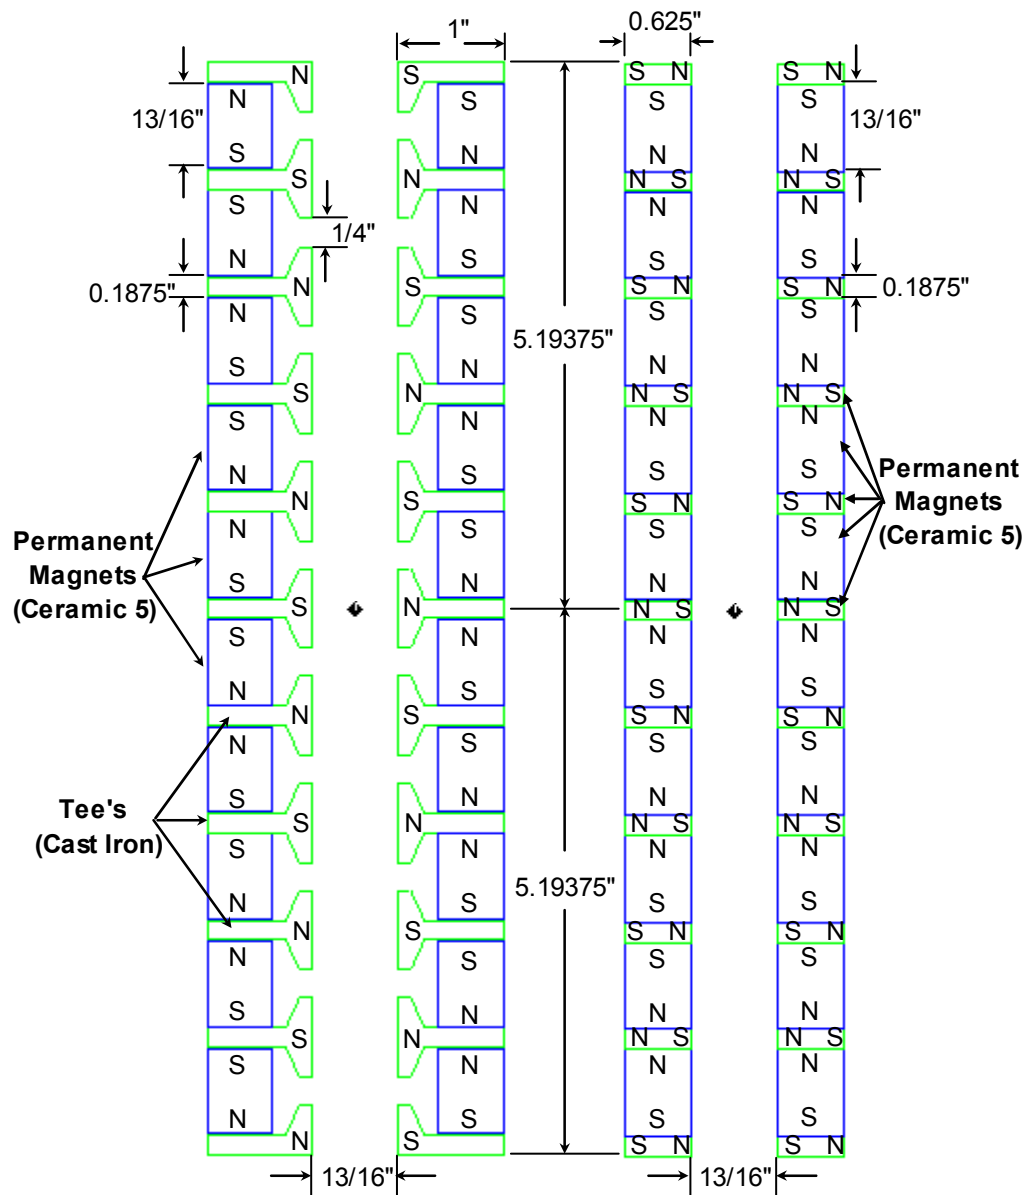 1" 0.625"
N S S N S N
N S S S
13/16" 13/16"
S N N N
S N N S N S
S N N N
1/4"
N S S S
0.1875" N S S N S N 0.1875"
N S S S
5.19375"
S N N N
S N N S N S
S N N N
N S S S
Permanent
Magnets
(Ceramic 5)
N S S N S N
N S S S
Permanent
Magnets
(Ceramic 5)
S N N N
S N N S N S
S N N N
N S S S
N S S N S N
N S S S
S N N N
Tee's
(Cast Iron)
S N N S N S
S N N N
5.19375"
N S S S
N S S N S N
N S S S
S N N N
S N N S N S
S N N N
N S S S
N S S N S N
13/16" 13/16"